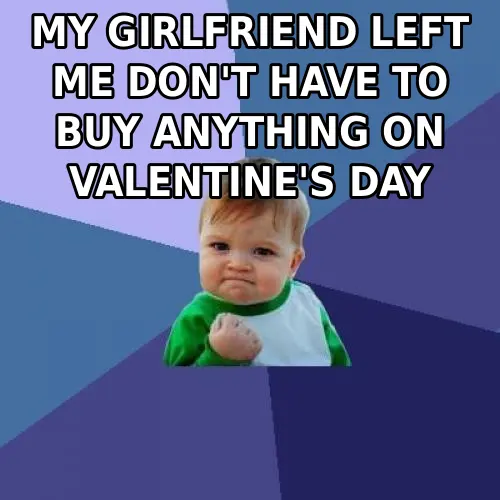 MY GIRLFRIEND LEFT
ME DON'T HAVE TO
BUY ANYTHING ON
VALENTINE'S DAY